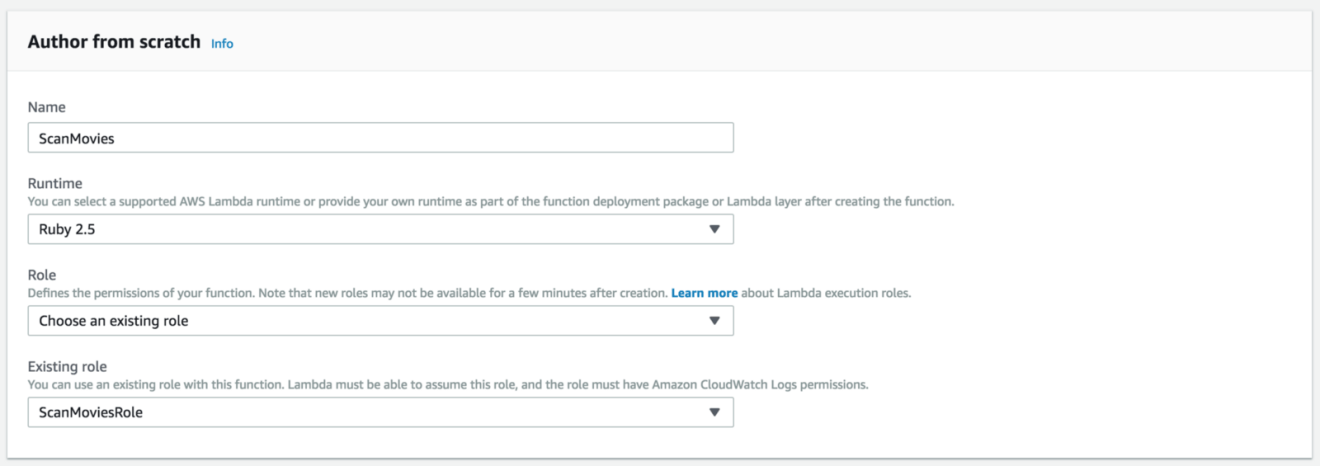 Author from scratch Info
Name
ScanMovies
Runtime
You can select a supported AWS Lambda runtime or provide your own runtime as part of the function deployment package or Lambda layer after creating the function.
Ruby 2.5
Role
Defines the permissions of your function. Note that new roles may not be available for a few minutes after creation. Learn more about Lambda execution roles.
Choose an existing role
Existing role
You can use an existing role with this function. Lambda must be able to assume this role, and the role must have Amazon CloudWatch Logs permissions.
ScanMoviesRole